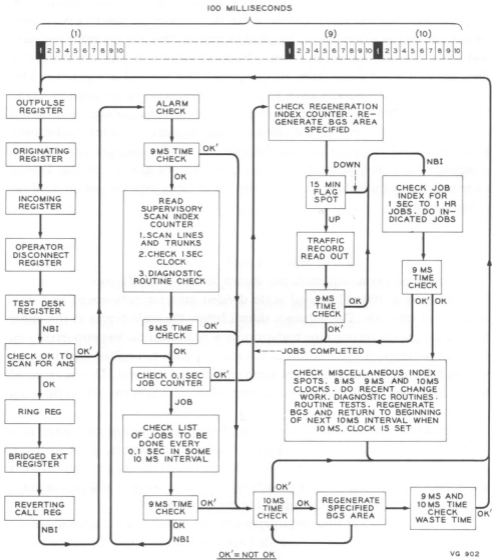 100 MILLISECONDS
(1) (9) (10)
1 2 3 4 5 6 7 8 9 10 1 2 3 4 5 6 7 8 9 10 1 2 3 4 5 6 7 8 9 10
OUTPULSE
REGISTER
ORIGINATING
REGISTER
INCOMING
REGISTER
OPERATOR
DISCONNECT
REGISTER
TEST DESK
REGISTER
NBI
CHECK OK TO
SCAN FOR ANS
OK'
OK
RING REG
BRIDGED EXT
REGISTER
REVERTING
CALL REG
NBI
ALARM
CHECK
9 MS TIME
CHECK
OK'
OK
READ
SUPERVISORY
SCAN INDEX
COUNTER
1. SCAN LINES
AND TRUNKS
2. CHECK 1 SEC
CLOCK
3. DIAGNOSTIC
ROUTINE CHECK
9 MS TIME
CHECK
OK'
OK
CHECK 0.1 SEC
JOB COUNTER
OK'
JOB
CHECK LIST
OF JOBS TO BE
DONE EVERY
0.1 SEC IN SOME
10 MS INTERVAL
9 MS TIME
CHECK
OK'
OK
NBI
CHECK REGENERATION
INDEX COUNTER. RE-
GENERATE BGS AREA
SPECIFIED
DOWN
15 MIN
FLAG
SPOT
UP
TRAFFIC
RECORD
READ OUT
9 MS
TIME
CHECK
OK
OK'
NBI
CHECK JOB
INDEX FOR
1 SEC TO 1 HR
JOBS. DO IN-
DICATED JOBS
9 MS
TIME
CHECK
OK' OK
JOBS COMPLETED
CHECK MISCELLANEOUS INDEX
SPOTS. 8 MS 9 MS AND 10 MS
CLOCKS. DO RECENT CHANGE
WORK. DIAGNOSTIC ROUTINES.
ROUTINE TESTS. REGENERATE
BGS AND RETURN TO BEGINNING
OF NEXT 10 MS INTERVAL WHEN
10 MS. CLOCK IS SET
OK'
10 MS
TIME
CHECK
OK
REGENERATE
SPECIFIED
BGS AREA
9 MS AND
10 MS TIME
CHECK
WASTE TIME
OK'
OK'= NOT OK
VG 902